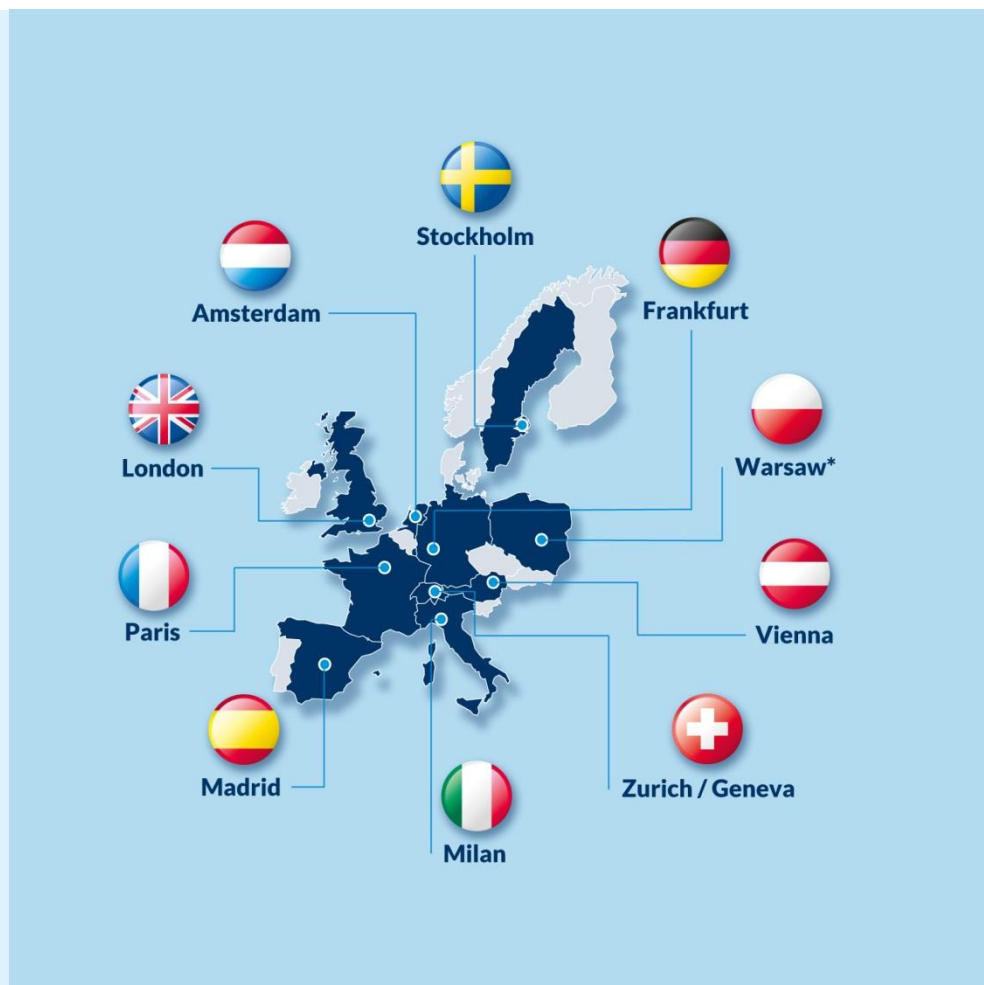 Stockholm
Amsterdam
Frankfurt
London
Warsaw*
Paris
Vienna
Madrid
Zurich / Geneva
Milan